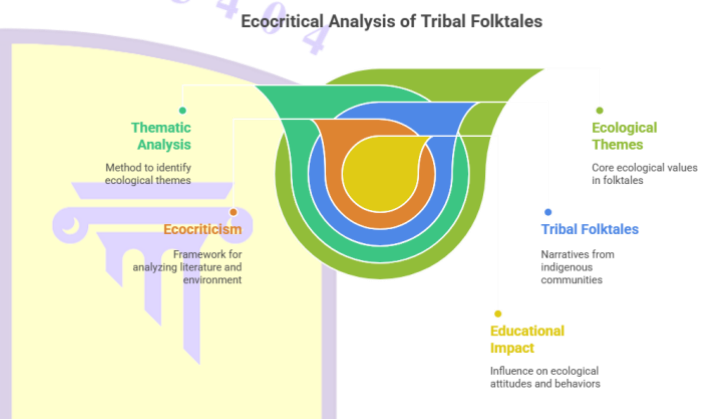 Ecocritical Analysis of Tribal Folktales
Thematic
Analysis
Method to identify
ecological themes
Ecocriticism
Framework for
analyzing literature and
environment
Ecological
Themes
Core ecological values
in folktales
Tribal Folktales
Narratives from
indigenous
communities
Educational
Impact
Influence on ecological
attitudes and behaviors